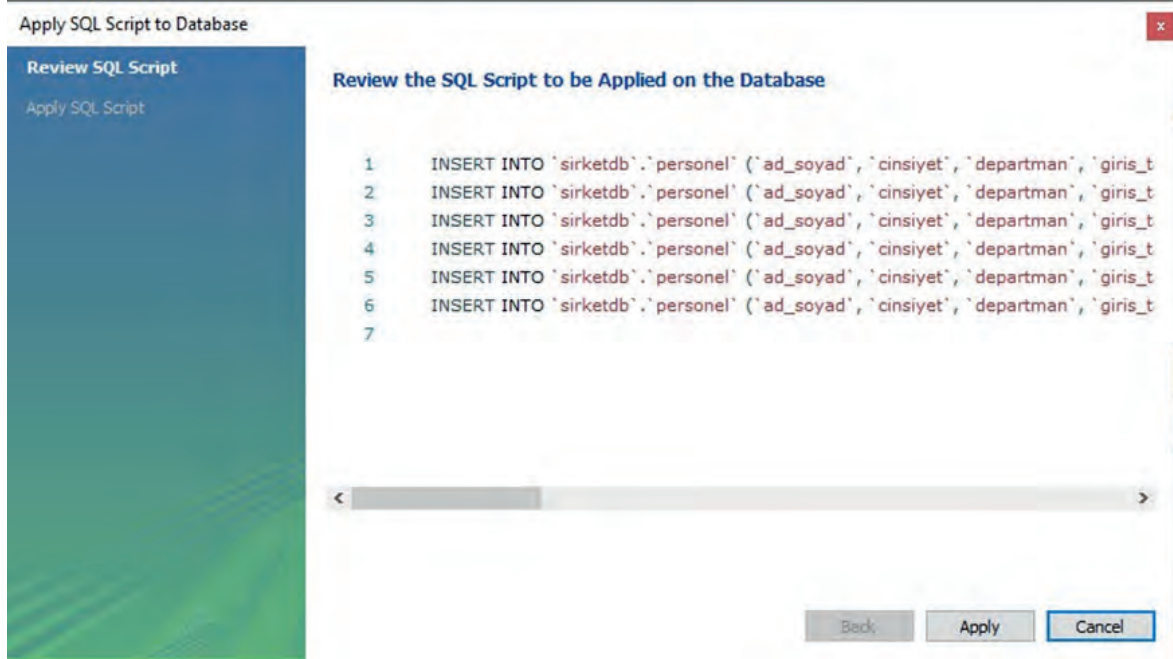 Apply SQL Script to Database
x
Review SQL Script
Apply SQL Script
Review the SQL Script to be Applied on the Database
1 INSERT INTO `sirketdb`.`personel` (`ad_soyad`, `cinsiyet`, `departman`, `giris_t
2 INSERT INTO `sirketdb`.`personel` (`ad_soyad`, `cinsiyet`, `departman`, `giris_t
3 INSERT INTO `sirketdb`.`personel` (`ad_soyad`, `cinsiyet`, `departman`, `giris_t
4 INSERT INTO `sirketdb`.`personel` (`ad_soyad`, `cinsiyet`, `departman`, `giris_t
5 INSERT INTO `sirketdb`.`personel` (`ad_soyad`, `cinsiyet`, `departman`, `giris_t
6 INSERT INTO `sirketdb`.`personel` (`ad_soyad`, `cinsiyet`, `departman`, `giris_t
7
Back Apply Cancel